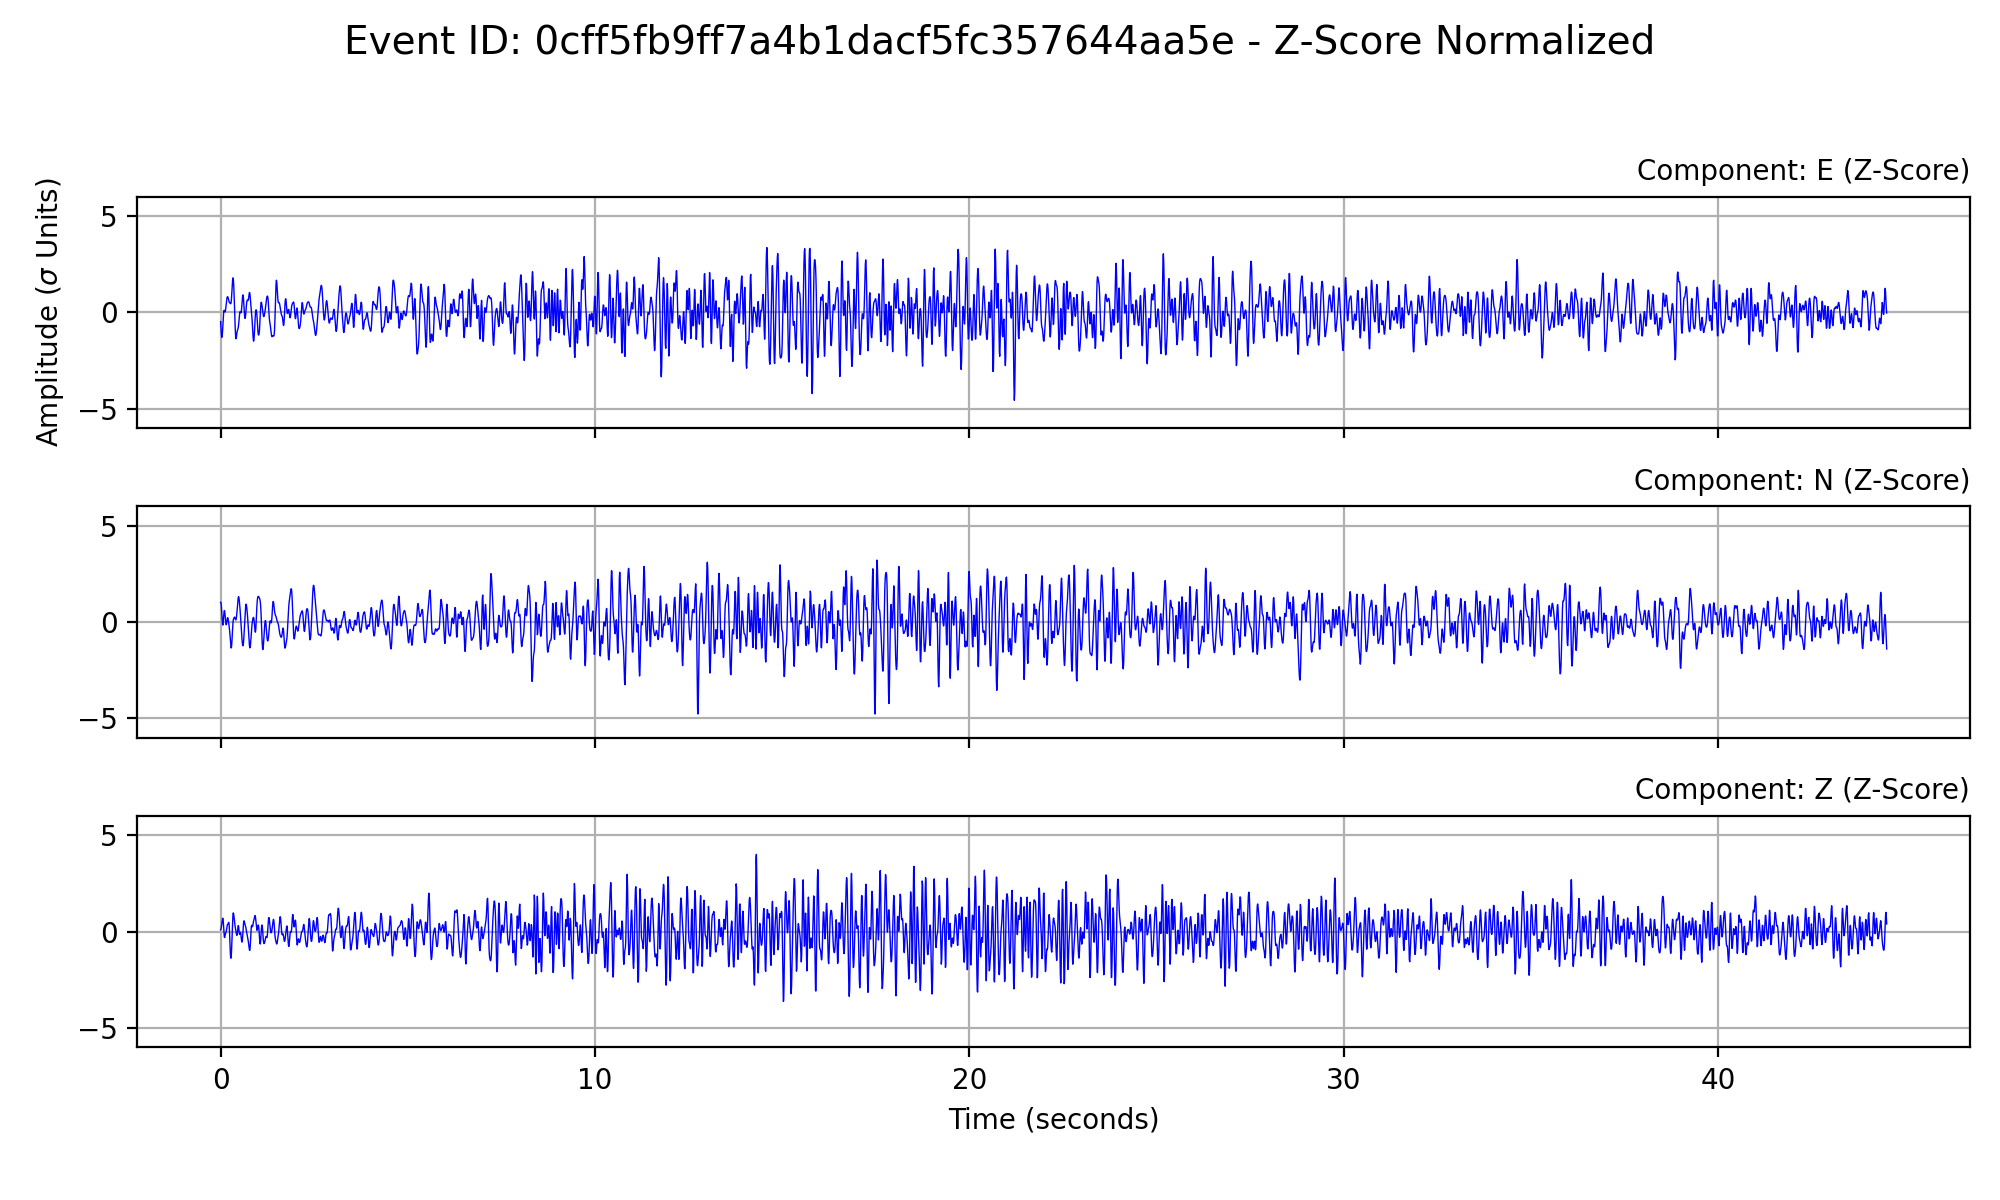 Event ID: 0cff5fb9ff7a4b1dacf5fc357644aa5e - Z-Score Normalized
Component: E (Z-Score)
Amplitude (σ Units)
5
0
−5
Component: N (Z-Score)
5
0
−5
Component: Z (Z-Score)
5
0
−5
0 10 20 30 40
Time (seconds)